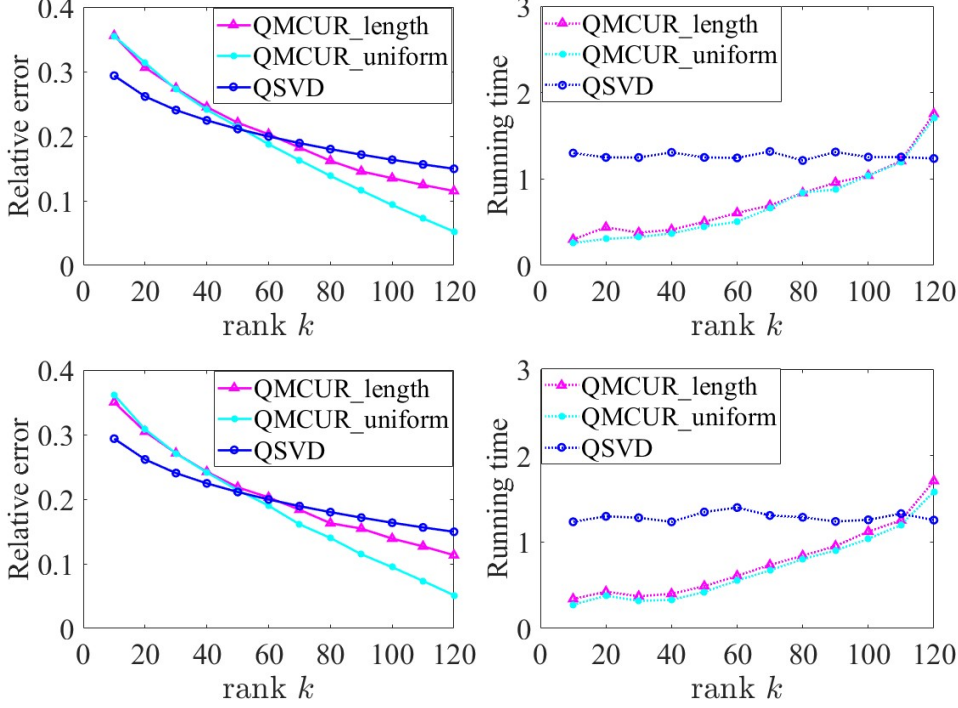 Relative error
0.4
0.3
0.2
0.1
0
QMCUR_length
QMCUR_uniform
QSVD
0 20 40 60 80 100 120
rank k
Running time
3
2
1
0
QMCUR_length
QMCUR_uniform
QSVD
0 20 40 60 80 100 120
rank k
Relative error
0.4
0.3
0.2
0.1
0
QMCUR_length
QMCUR_uniform
QSVD
0 20 40 60 80 100 120
rank k
Running time
3
2
1
0
QMCUR_length
QMCUR_uniform
QSVD
0 20 40 60 80 100 120
rank k